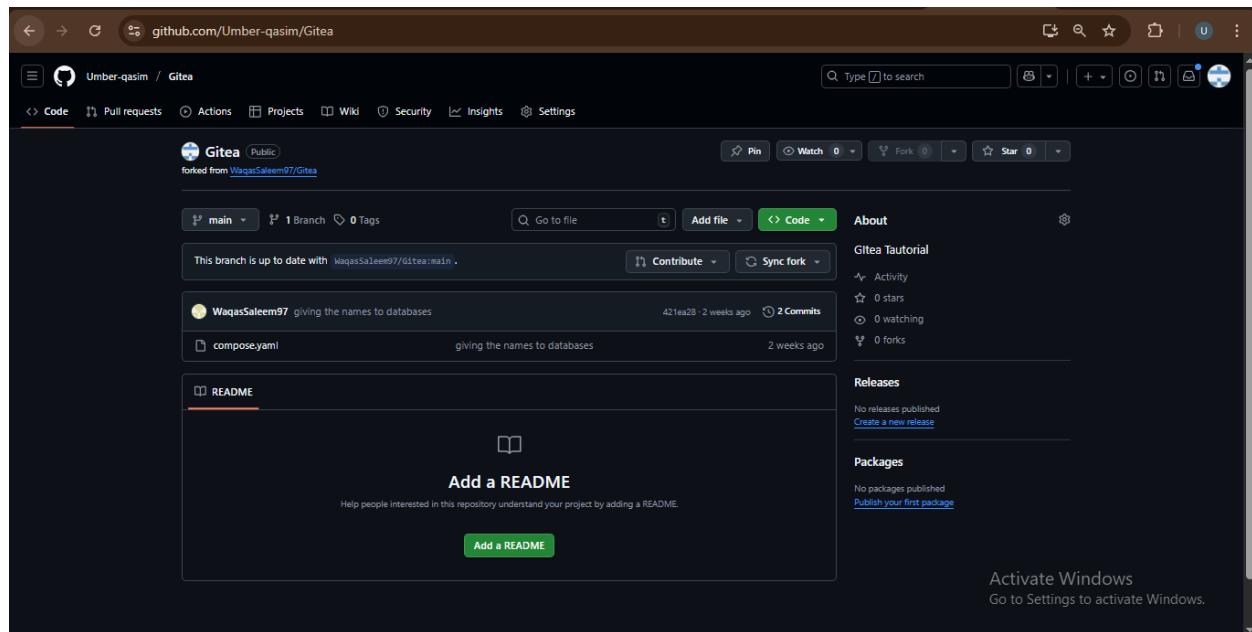 github.com/Umber-qasim/Gitea
U
Umber-qasim / Gitea
Type / to search
Code Pull requests Actions Projects Wiki Security Insights Settings
Gitea Public
Pin Watch 0 Fork 0 Star 0
forked from WaqasSaleem97/Gitea
main 1 Branch 0 Tags
Go to file t
Add file
Code
This branch is up to date with WaqasSaleem97/Gitea:main .
Contribute
Sync fork
WaqasSaleem97 giving the names to databases 421ea28 · 2 weeks ago 2 Commits
compose.yaml giving the names to databases 2 weeks ago
README
Add a README
Help people interested in this repository understand your project by adding a README.
Add a README
About
GItea Tautorial
Activity
0 stars
0 watching
0 forks
Releases
No releases published
Create a new release
Packages
No packages published
Publish your first package
Activate Windows
Go to Settings to activate Windows.